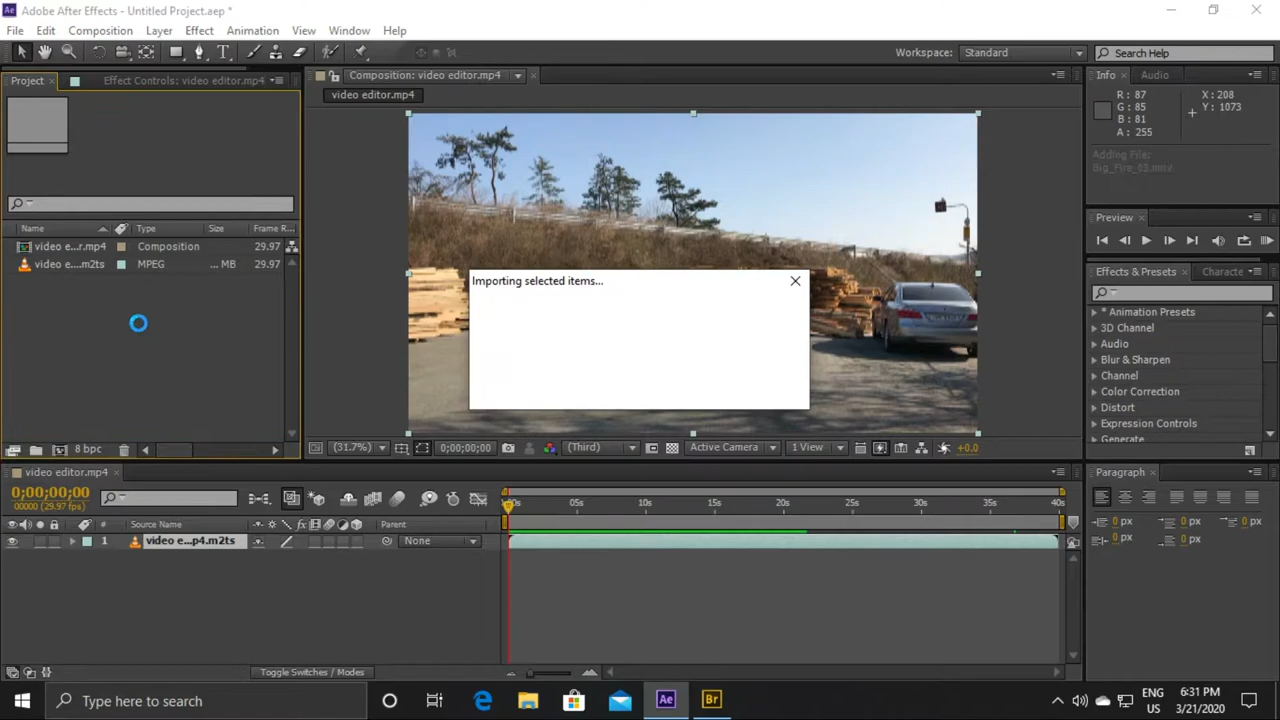 Ae Adobe After Effects - Untitled Project.aep *
File Edit Composition Layer Effect Animation View Window Help
Workspace: Standard Search Help
Project Effect Controls: video editor.mp4
Composition: video editor.mp4
video editor.mp4
Info Audio
R: 87 X: 208
G: 85 Y: 1073
B: 81
A: 255
Adding File:
Big_Fire_03.wmv
Preview
Effects & Presets Characte
* Animation Presets
3D Channel
Audio
Blur & Sharpen
Channel
Color Correction
Distort
Expression Controls
Generate
Name Type Size Frame R...
video e...r.mp4 Composition 29.97
video e....m2ts MPEG ... MB 29.97
Importing selected items...
8 bpc
(31.7%) 0;00;00;00 (Third) Active Camera 1 View +0.0
video editor.mp4
0;00;00;00
00000 (29.97 fps)
05s 10s 15s 20s 25s 30s 35s 40s
# Source Name Parent
1 video e...p4.m2ts None
Toggle Switches / Modes
Paragraph
0 px 0 px 0 px
0 px 0 px
Type here to search
Ae Br
ENG
US
6:31 PM
3/21/2020